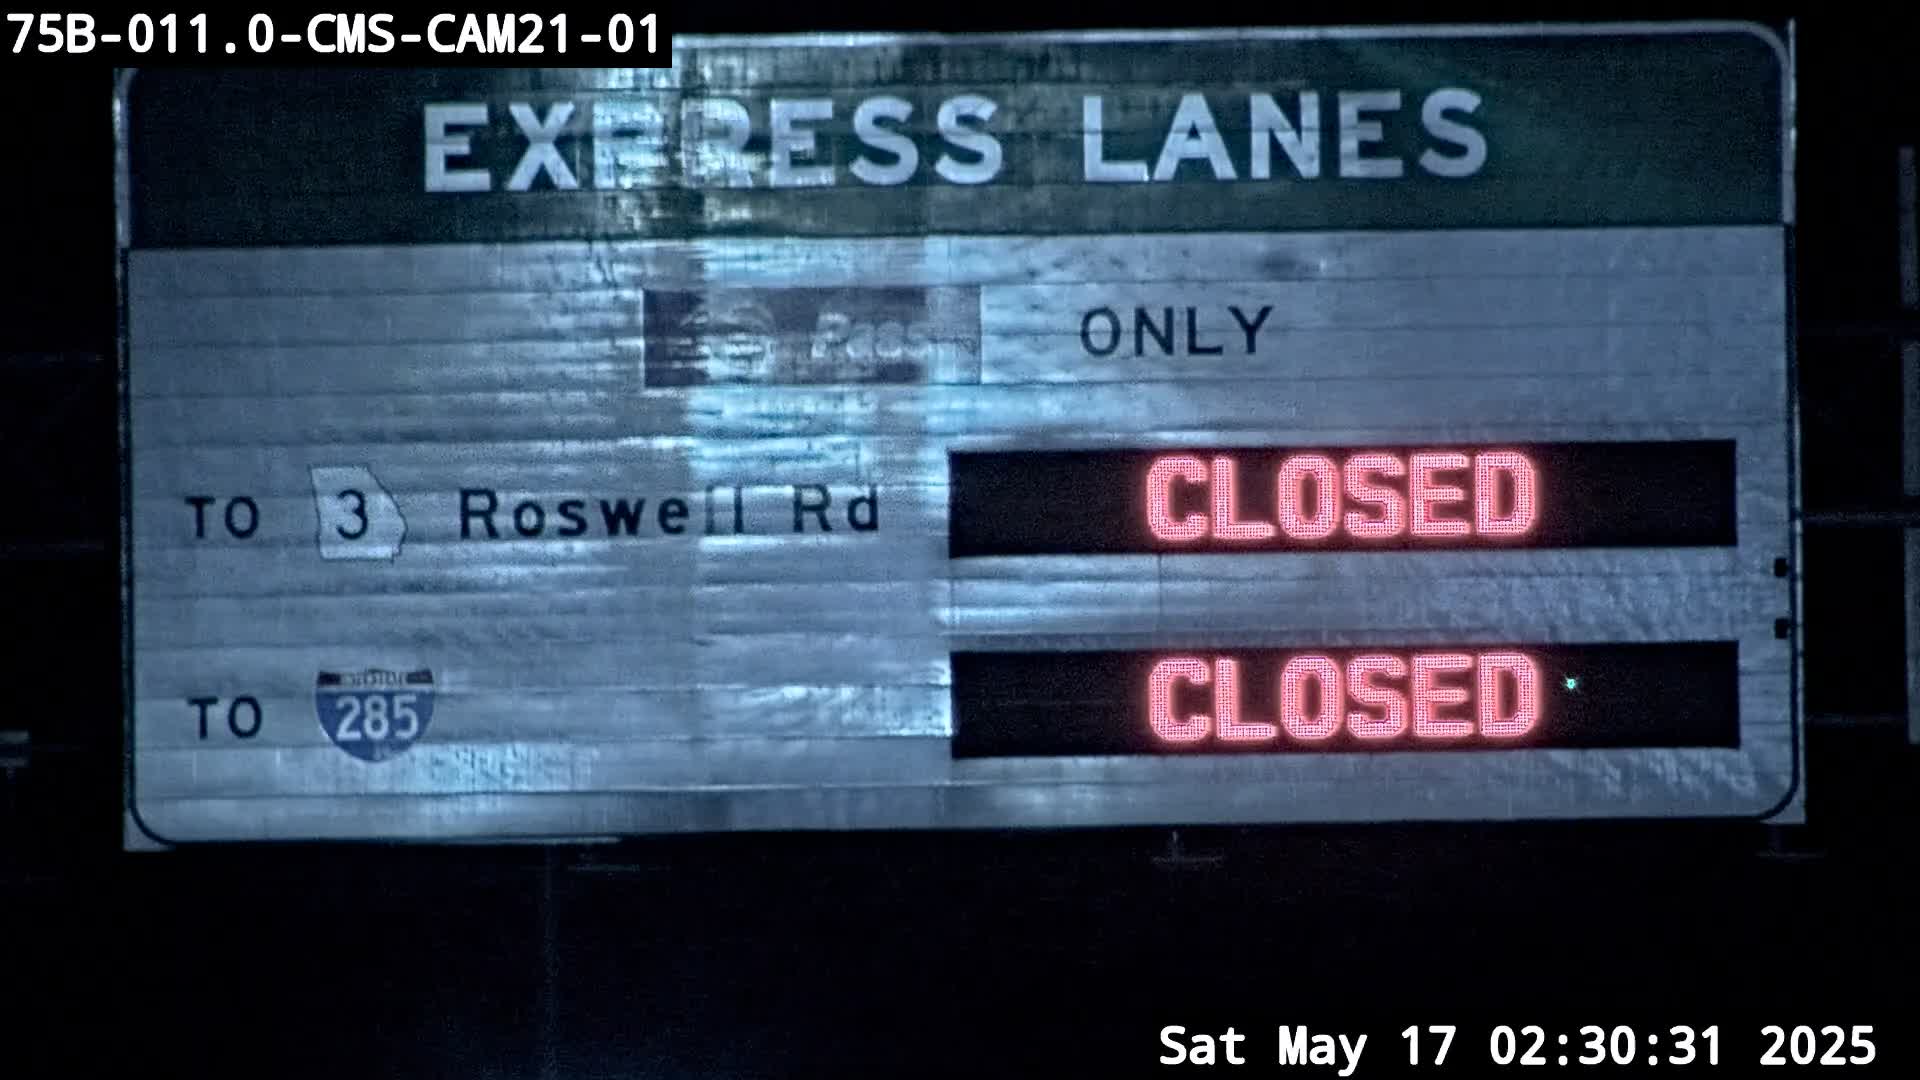 75B-011.0-CMS-CAM21-01
EXPRESS LANES
Pass ONLY
TO 3 Roswell Rd CLOSED
TO 285 CLOSED
Sat May 17 02:30:31 2025